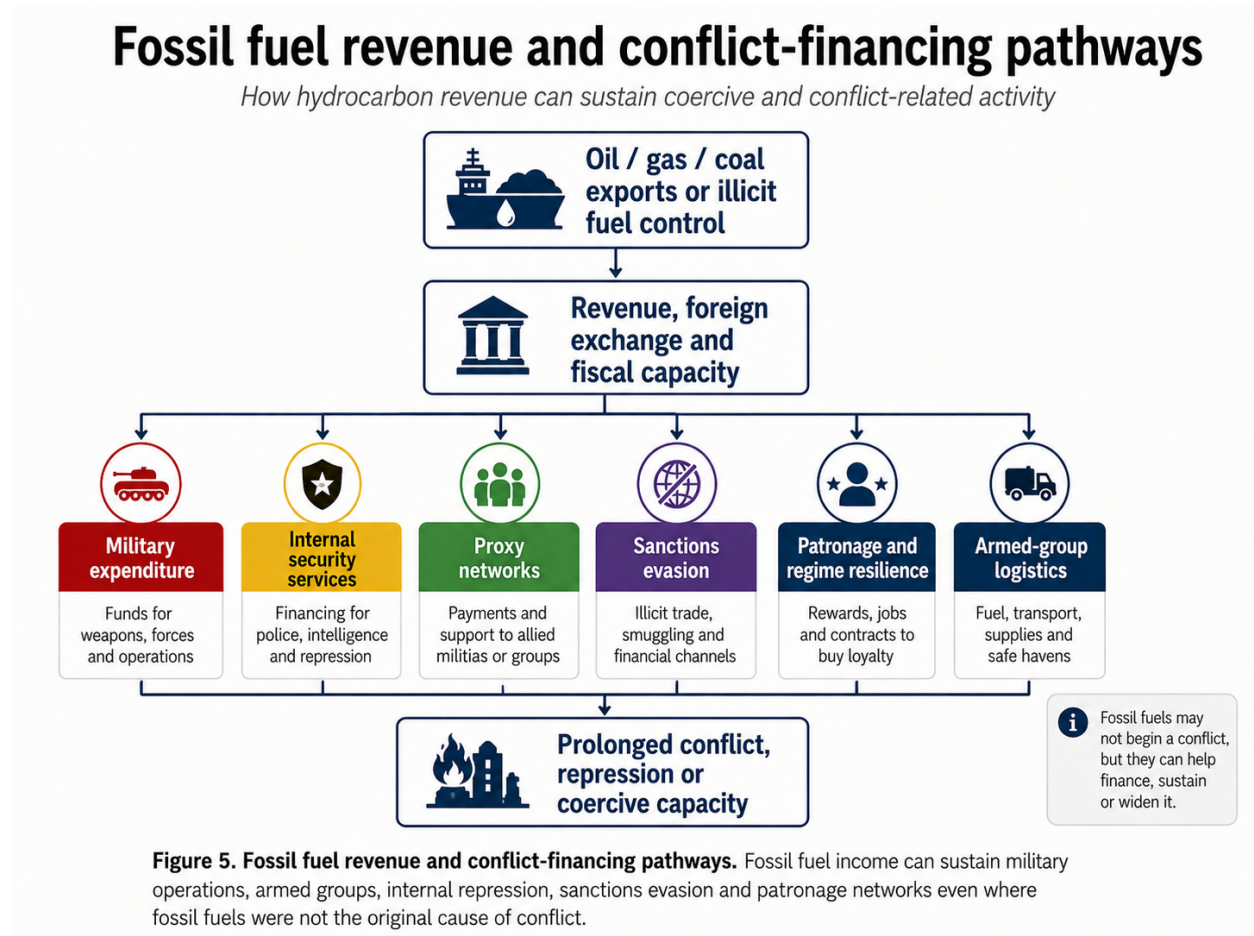 Fossil fuel revenue and conflict-financing pathways
How hydrocarbon revenue can sustain coercive and conflict-related activity
Oil / gas / coal
exports or illicit
fuel control
Revenue, foreign
exchange and
fiscal capacity
Military
expenditure
Funds for
weapons, forces
and operations
Internal
security
services
Financing for
police, intelligence
and repression
Proxy
networks
Payments and
support to allied
militias or groups
Sanctions
evasion
Illicit trade,
smuggling and
financial channels
Patronage and
regime resilience
Rewards, jobs
and contracts to
buy loyalty
Armed-group
logistics
Fuel, transport,
supplies and
safe havens
Prolonged conflict,
repression or
coercive capacity
i
Fossil fuels may
not begin a conflict,
but they can help
finance, sustain
or widen it.
Figure 5. Fossil fuel revenue and conflict-financing pathways. Fossil fuel income can sustain military
operations, armed groups, internal repression, sanctions evasion and patronage networks even where
fossil fuels were not the original cause of conflict.